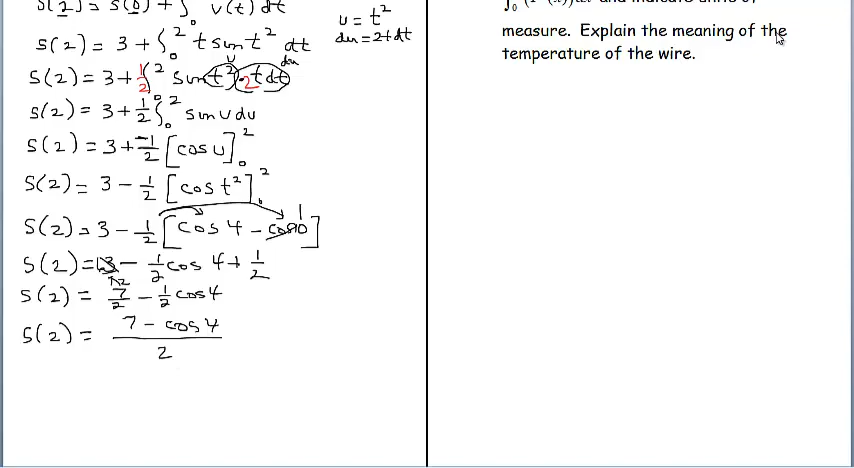 s(2) = s(0) + ∫₀² v(t) dt
s(2) = 3 + ∫₀² t sin t² dt
u = t²
du = 2t dt
s(2) = 3 + 1/2 ∫₀² sin t² · 2 t dt
u
du
s(2) = 3 + 1/2 ∫₀² sin u du
s(2) = 3 + -1/2 [cos u]₀²
s(2) = 3 - 1/2 [cos t²]₀²
s(2) = 3 - 1/2 [cos 4 - cos 0]
1
s(2) = 3 - 1/2 cos 4 + 1/2
s(2) = 7/2 - 1/2 cos 4
s(2) = (7 - cos 4)/2
measure. Explain the meaning of the
temperature of the wire.